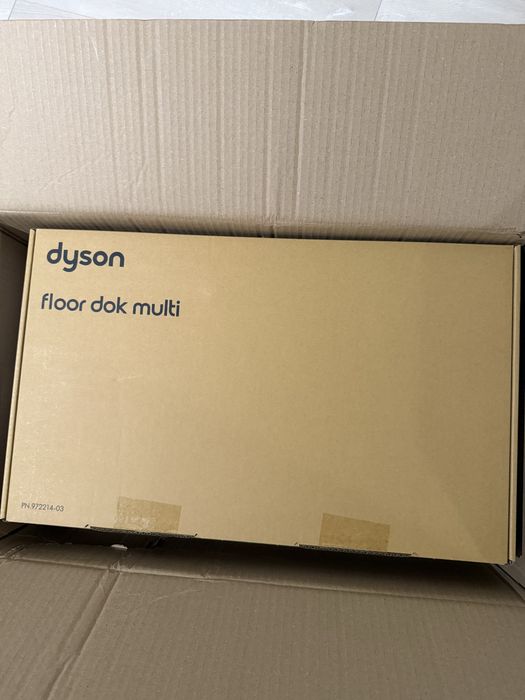 dyson
floor dok multi
PN.972214-03